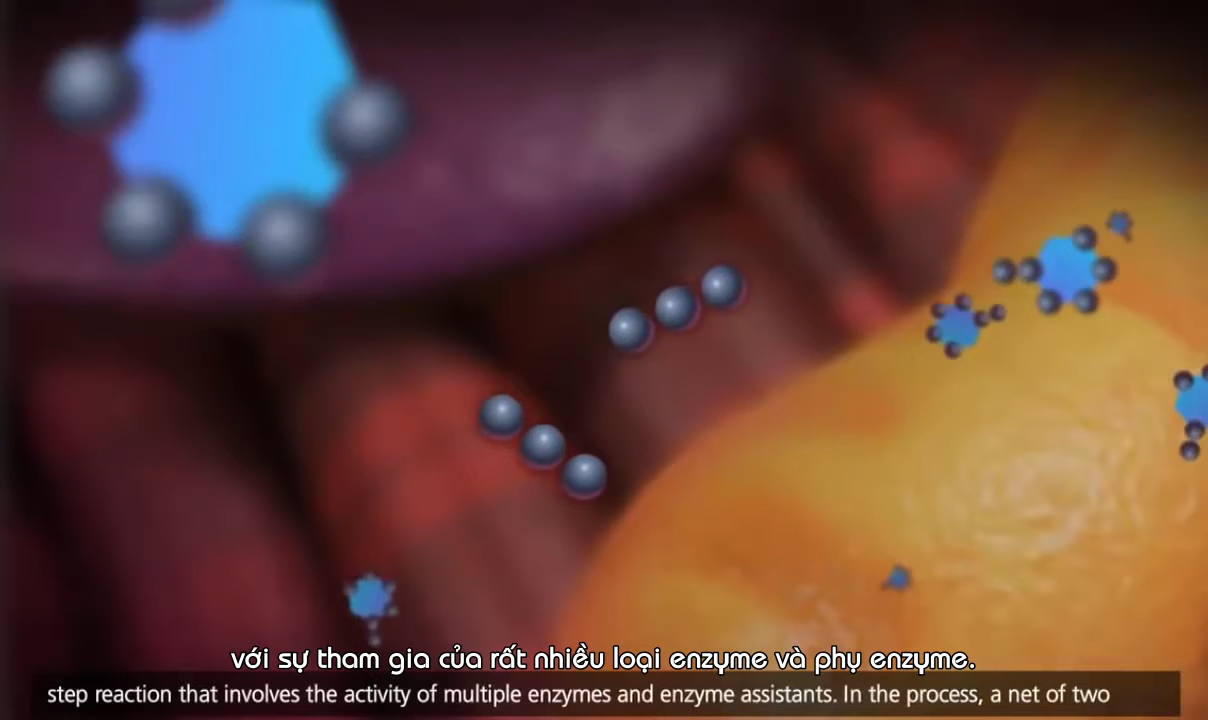 với sự tham gia của rất nhiều loại enzyme và phụ enzyme.
step reaction that involves the activity of multiple enzymes and enzyme assistants. In the process, a net of two